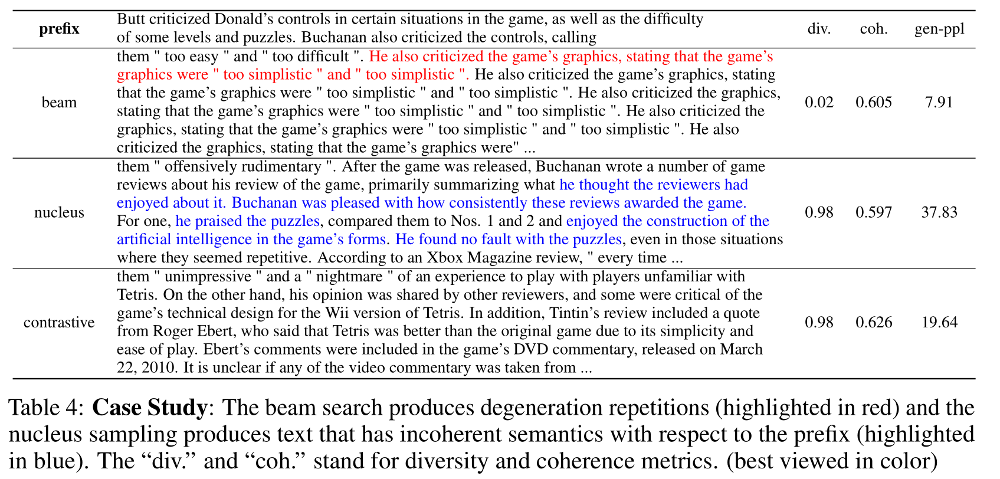 prefix
Butt criticized Donald's controls in certain situations in the game, as well as the difficulty
of some levels and puzzles. Buchanan also criticized the controls, calling
div. coh. gen-ppl
beam
them " too easy " and " too difficult ". He also criticized the game's graphics, stating that the game's
graphics were " too simplistic " and " too simplistic ". He also criticized the game's graphics, stating
that the game's graphics were " too simplistic " and " too simplistic ". He also criticized the graphics,
stating that the game's graphics were " too simplistic " and " too simplistic ". He also criticized the
graphics, stating that the game's graphics were " too simplistic " and " too simplistic ". He also
criticized the graphics, stating that the game's graphics were" ...
0.02 0.605 7.91
nucleus
them " offensively rudimentary ". After the game was released, Buchanan wrote a number of game
reviews about his review of the game, primarily summarizing what he thought the reviewers had
enjoyed about it. Buchanan was pleased with how consistently these reviews awarded the game.
For one, he praised the puzzles, compared them to Nos. 1 and 2 and enjoyed the construction of the
artificial intelligence in the game's forms. He found no fault with the puzzles, even in those situations
where they seemed repetitive. According to an Xbox Magazine review, " every time ...
0.98 0.597 37.83
contrastive
them " unimpressive " and a " nightmare " of an experience to play with players unfamiliar with
Tetris. On the other hand, his opinion was shared by other reviewers, and some were critical of the
game's technical design for the Wii version of Tetris. In addition, Tintin's review included a quote
from Roger Ebert, who said that Tetris was better than the original game due to its simplicity and
ease of play. Ebert's comments were included in the game's DVD commentary, released on March
22, 2010. It is unclear if any of the video commentary was taken from ...
0.98 0.626 19.64
Table 4: Case Study: The beam search produces degeneration repetitions (highlighted in red) and the
nucleus sampling produces text that has incoherent semantics with respect to the prefix (highlighted
in blue). The “div.” and “coh.” stand for diversity and coherence metrics. (best viewed in color)